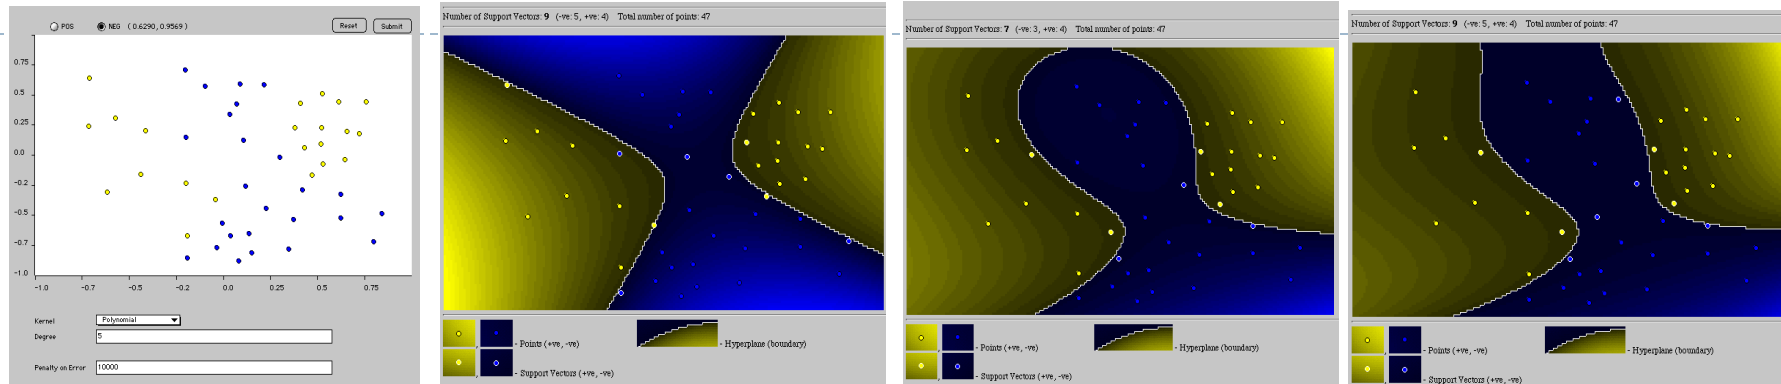 POS NEG ( 0.6290, 0.9569) Reset Submit
0.75
0.5
0.25
0.0
-0.2
-0.5
-0.7
-1.0
-1.0 -0.7 -0.2 0.0 0.25 0.5 0.75
Kernel Polynomial
Degree 5
Penalty on Error 10000
Number of Support Vectors: 9 (-ve: 5, +ve: 4) Total number of points: 47
- Points (+ve, -ve) - Hyperplane (boundary)
- Support Vectors (+ve, -ve)
Number of Support Vectors: 7 (-ve: 3, +ve: 4) Total number of points: 47
- Points (+ve, -ve) - Hyperplane (boundary)
- Support Vectors (+ve, -ve)
Number of Support Vectors: 9 (-ve: 5, +ve: 4) Total number of points: 47
- Points (+ve, -ve) - Hyperplane (boundary)
- Support Vectors (+ve, -ve)